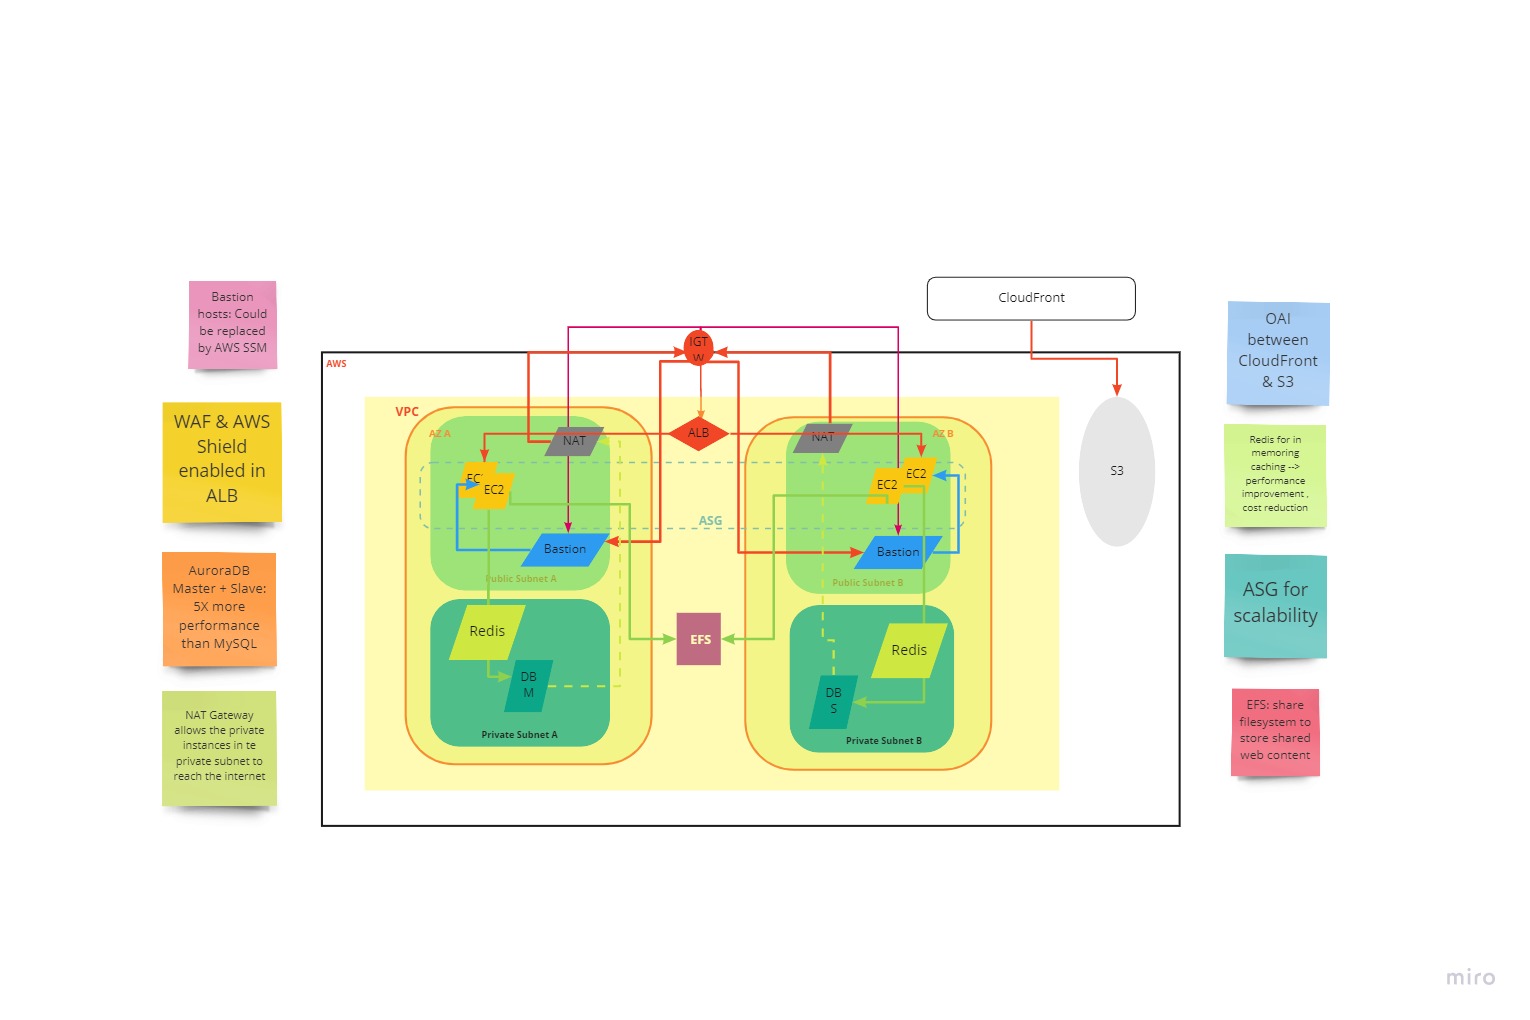 CloudFront
Bastion
hosts: Could
be replaced
by AWS SSM
OAI
between
CloudFront
& S3
IGT
W
AWS
VPC
WAF & AWS
Shield
enabled in
ALB
AZ A
NAT
ALB
NAT
AZ B
S3
EC2
EC2
EC2
EC2
ASG
Bastion
Bastion
Public Subnet A
Public Subnet B
Redis for in
memoring
caching -->
performance
improvement ,
cost reduction
AuroraDB
Master + Slave:
5X more
performance
than MySQL
ASG for
scalability
Redis
EFS
Redis
DB
M
DB
S
Private Subnet A
Private Subnet B
NAT Gateway
allows the private
instances in te
private subnet to
reach the internet
EFS: share
filesystem to
store shared
web content
miro